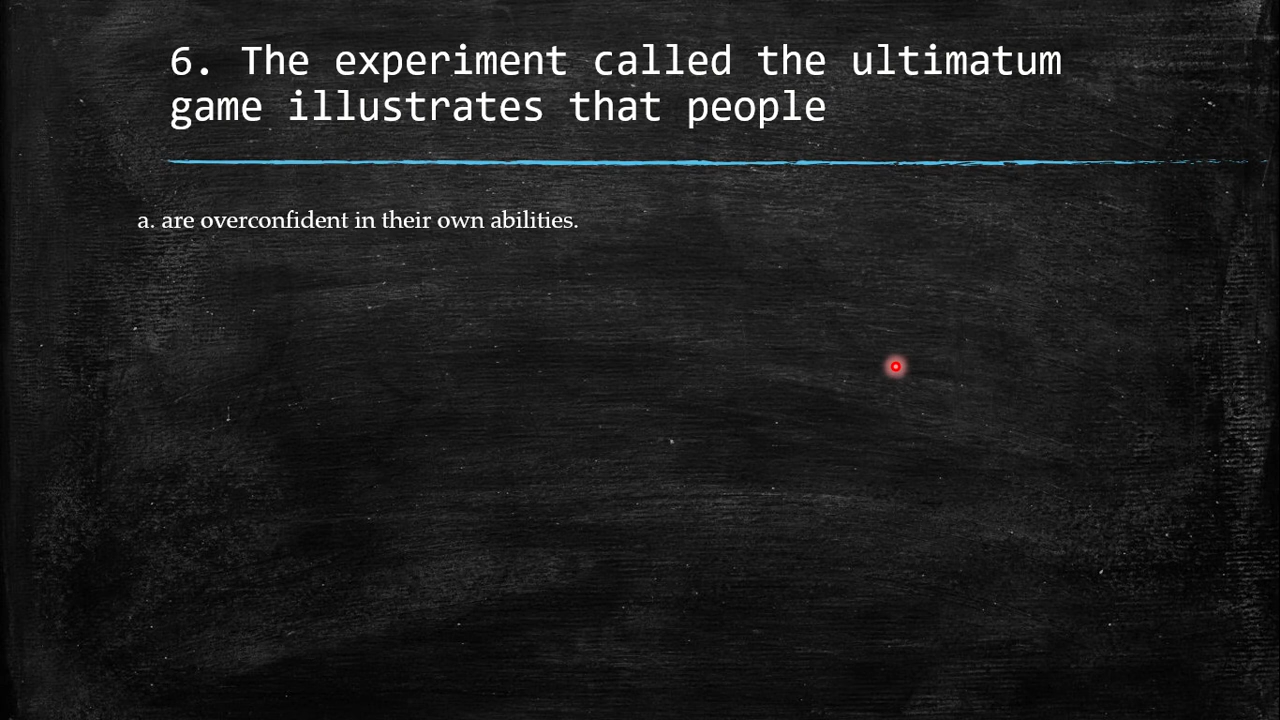 6. The experiment called the ultimatum
game illustrates that people
a. are overconfident in their own abilities.